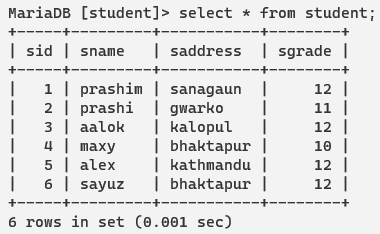 MariaDB [student]> select * from student;
+-----+---------+-----------+--------+
| sid | sname   | saddress  | sgrade |
+-----+---------+-----------+--------+
|   1 | prashim | sanagaun  |     12 |
|   2 | prashi  | gwarko    |     11 |
|   3 | aalok   | kalopul   |     12 |
|   4 | maxy    | bhaktapur |     10 |
|   5 | alex    | kathmandu |     12 |
|   6 | sayuz   | bhaktapur |     12 |
+-----+---------+-----------+--------+
6 rows in set (0.001 sec)